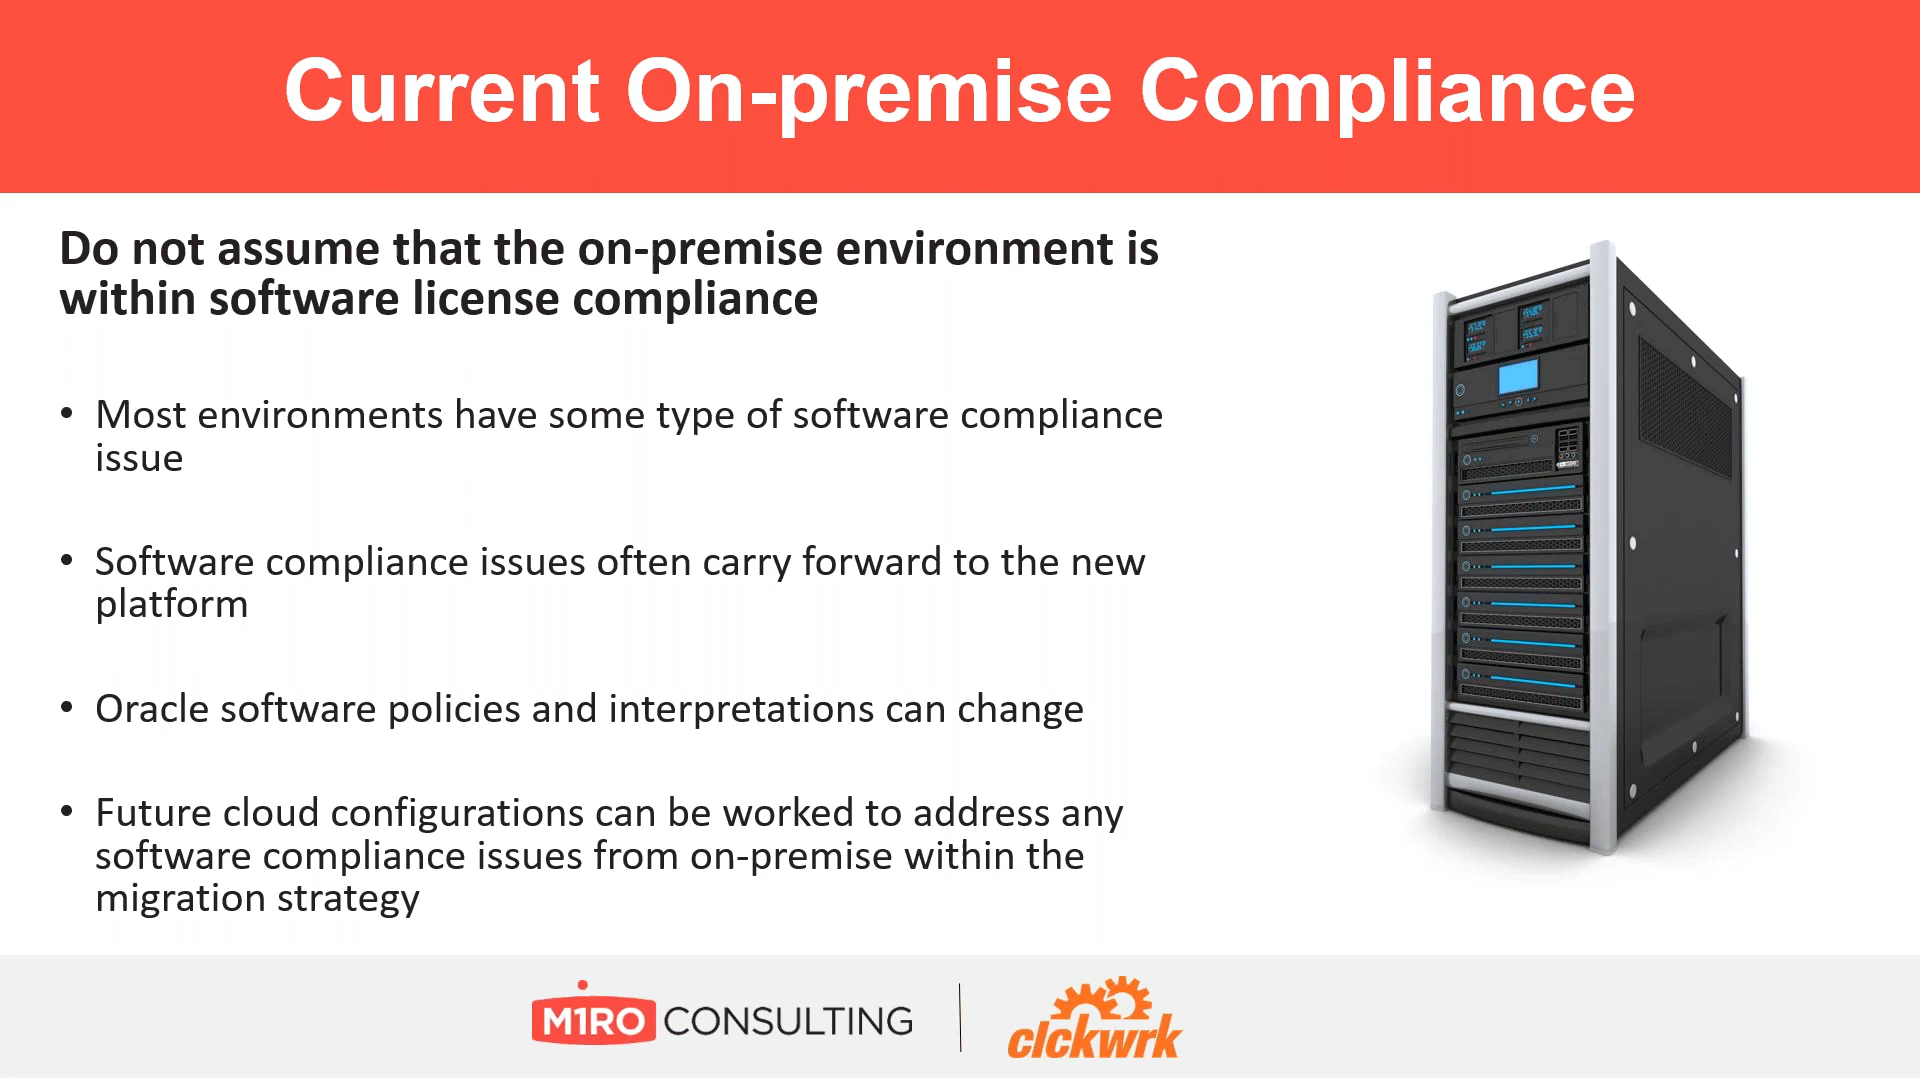 Current On-premise Compliance
Do not assume that the on-premise environment is
within software license compliance
• Most environments have some type of software compliance
issue
• Software compliance issues often carry forward to the new
platform
• Oracle software policies and interpretations can change
• Future cloud configurations can be worked to address any
software compliance issues from on-premise within the
migration strategy
M1RO CONSULTING
clckwrk